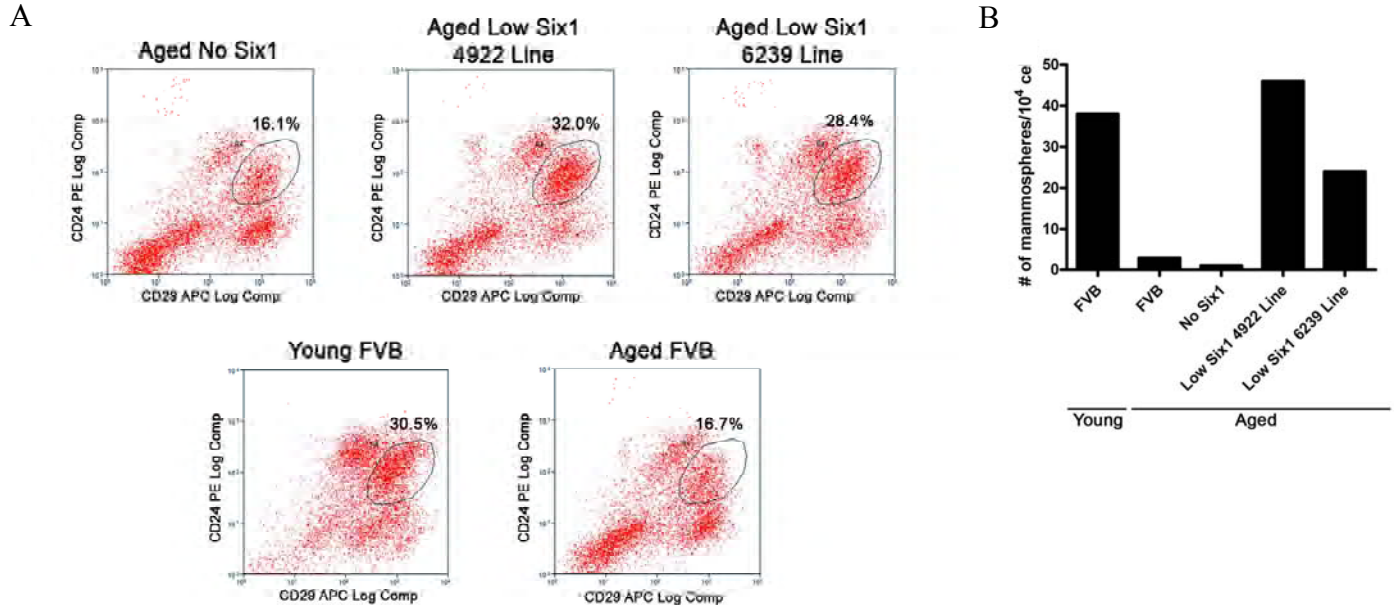 A
Aged No Six1
Aged Low Six1
4922 Line
Aged Low Six1
6239 Line
16.1%
32.0%
28.4%
CD24 PE Log Comp
CD24 PE Log Comp
CD24 PE Log Comp
CD29 APC Log Comp
CD29 APC Log Comp
CD29 APC Log Comp
Young FVB
Aged FVB
30.5%
16.7%
CD24 PE Log Comp
CD24 PE Log Comp
CD29 APC Log Comp
CD29 APC Log Comp
B
# of mammospheres/10⁴ ce
50
40
30
20
10
0
FVB
FVB
No Six1
Low Six1 4922 Line
Low Six1 6239 Line
Young
Aged